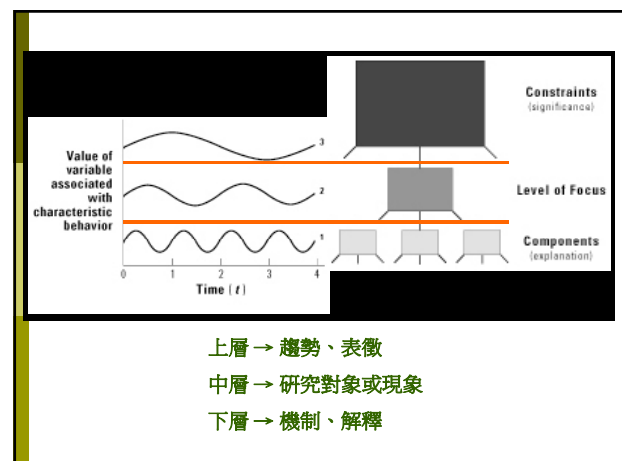 Constraints
(significance)
Value of
variable
associated
with
characteristic
behavior
3
2
1
Level of Focus
Components
(explanation)
0 1 2 3 4
Time (t)
上層 → 趨勢、表徵
中層 → 研究對象或現象
下層 → 機制、解釋